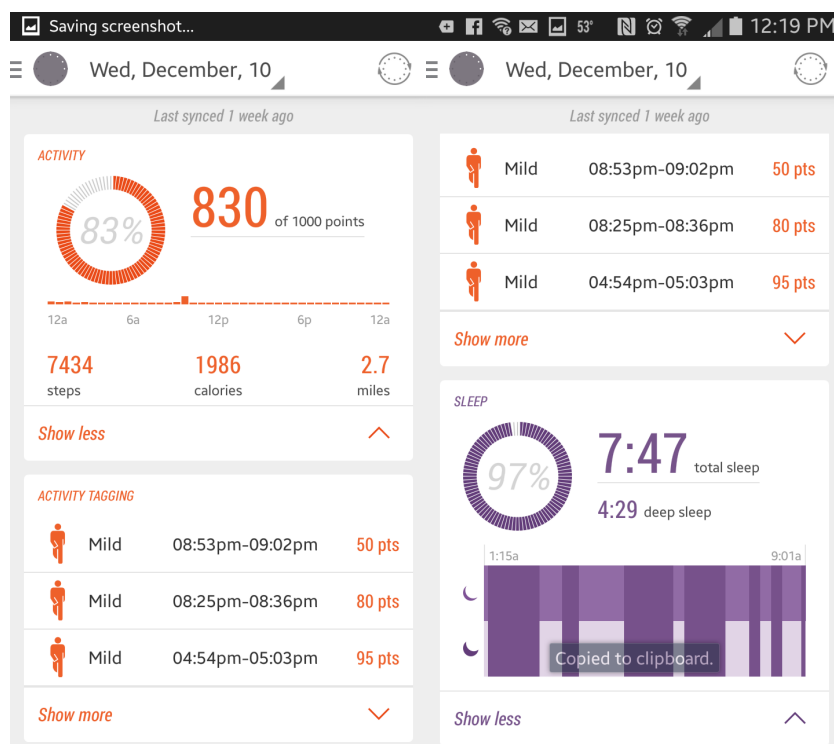 Saving screenshot...
53° 12:19 PM
Wed, December, 10
Last synced 1 week ago
ACTIVITY
83%
830 of 1000 points
12a 6a 12p 6p 12a
7434 1986 2.7
steps calories miles
Show less
ACTIVITY TAGGING
Mild 08:53pm-09:02pm 50 pts
Mild 08:25pm-08:36pm 80 pts
Mild 04:54pm-05:03pm 95 pts
Show more
Wed, December, 10
Last synced 1 week ago
Mild 08:53pm-09:02pm 50 pts
Mild 08:25pm-08:36pm 80 pts
Mild 04:54pm-05:03pm 95 pts
Show more
SLEEP
97%
7:47 total sleep
4:29 deep sleep
1:15a 9:01a
Copied to clipboard.
Show less